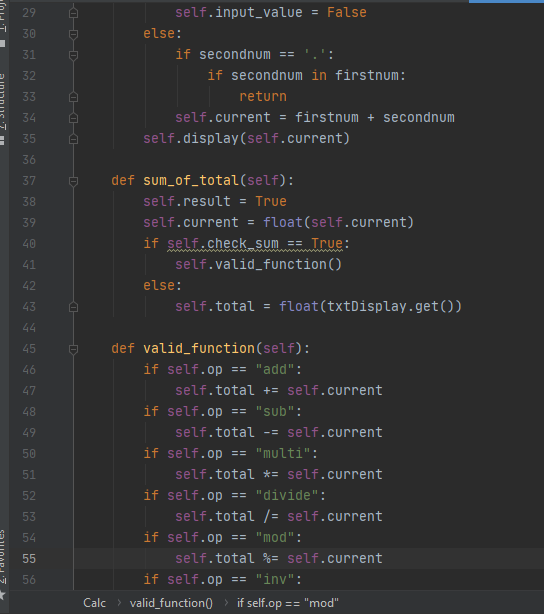 29 self.input_value = False
30 else:
31 if secondnum == '.':
32 if secondnum in firstnum:
33 return
34 self.current = firstnum + secondnum
35 self.display(self.current)
36
37 def sum_of_total(self):
38 self.result = True
39 self.current = float(self.current)
40 if self.check_sum == True:
41 self.valid_function()
42 else:
43 self.total = float(txtDisplay.get())
44
45 def valid_function(self):
46 if self.op == "add":
47 self.total += self.current
48 if self.op == "sub":
49 self.total -= self.current
50 if self.op == "multi":
51 self.total *= self.current
52 if self.op == "divide":
53 self.total /= self.current
54 if self.op == "mod":
55 self.total %= self.current
56 if self.op == "inv":
Calc › valid_function() › if self.op == "mod"
Z: Structure
2: Favorites